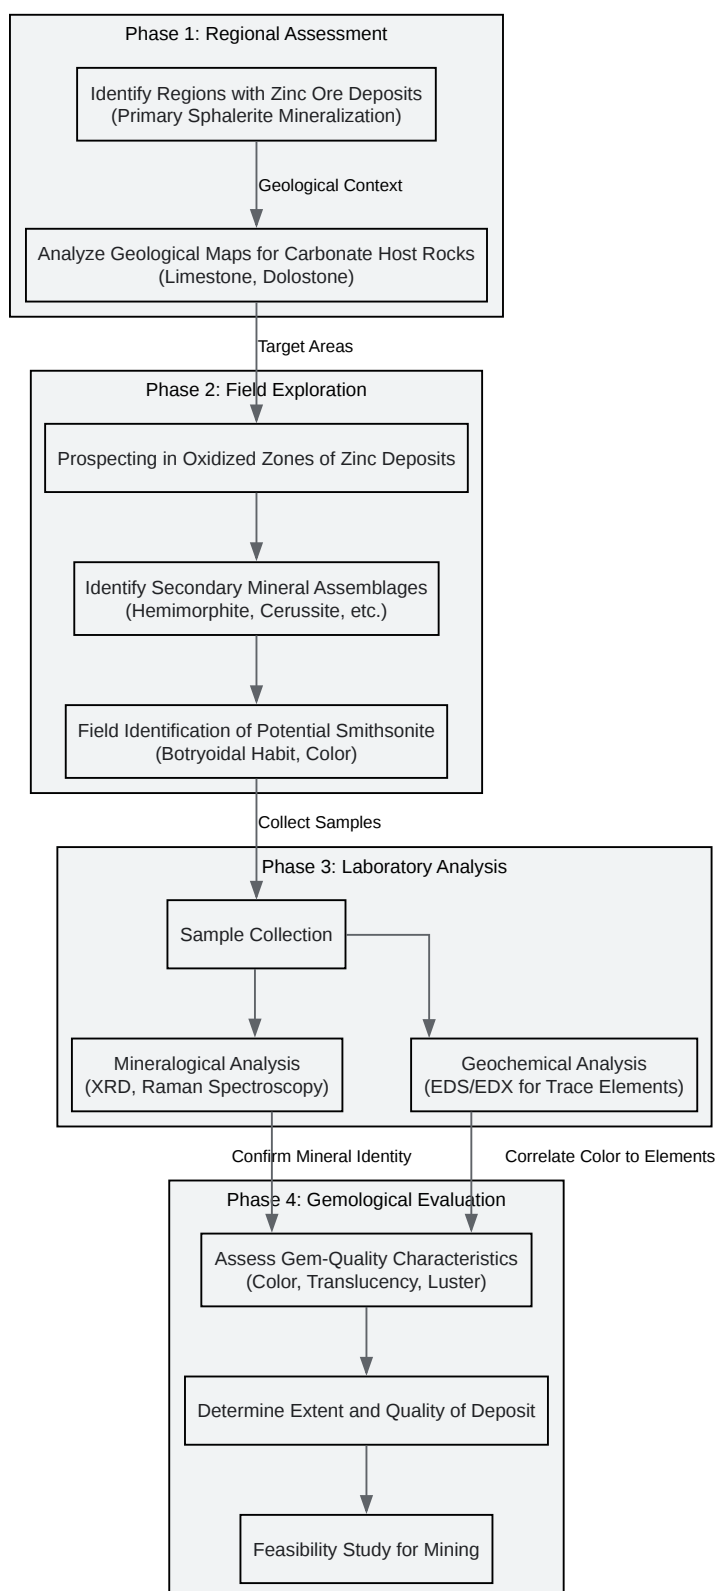 Phase 1: Regional Assessment
Identify Regions with Zinc Ore Deposits
(Primary Sphalerite Mineralization)
Geological Context
Analyze Geological Maps for Carbonate Host Rocks
(Limestone, Dolostone)
Target Areas
Phase 2: Field Exploration
Prospecting in Oxidized Zones of Zinc Deposits
Identify Secondary Mineral Assemblages
(Hemimorphite, Cerussite, etc.)
Field Identification of Potential Smithsonite
(Botryoidal Habit, Color)
Collect Samples
Phase 3: Laboratory Analysis
Sample Collection
Mineralogical Analysis
(XRD, Raman Spectroscopy)
Geochemical Analysis
(EDS/EDX for Trace Elements)
Confirm Mineral Identity
Correlate Color to Elements
Phase 4: Gemological Evaluation
Assess Gem-Quality Characteristics
(Color, Translucency, Luster)
Determine Extent and Quality of Deposit
Feasibility Study for Mining